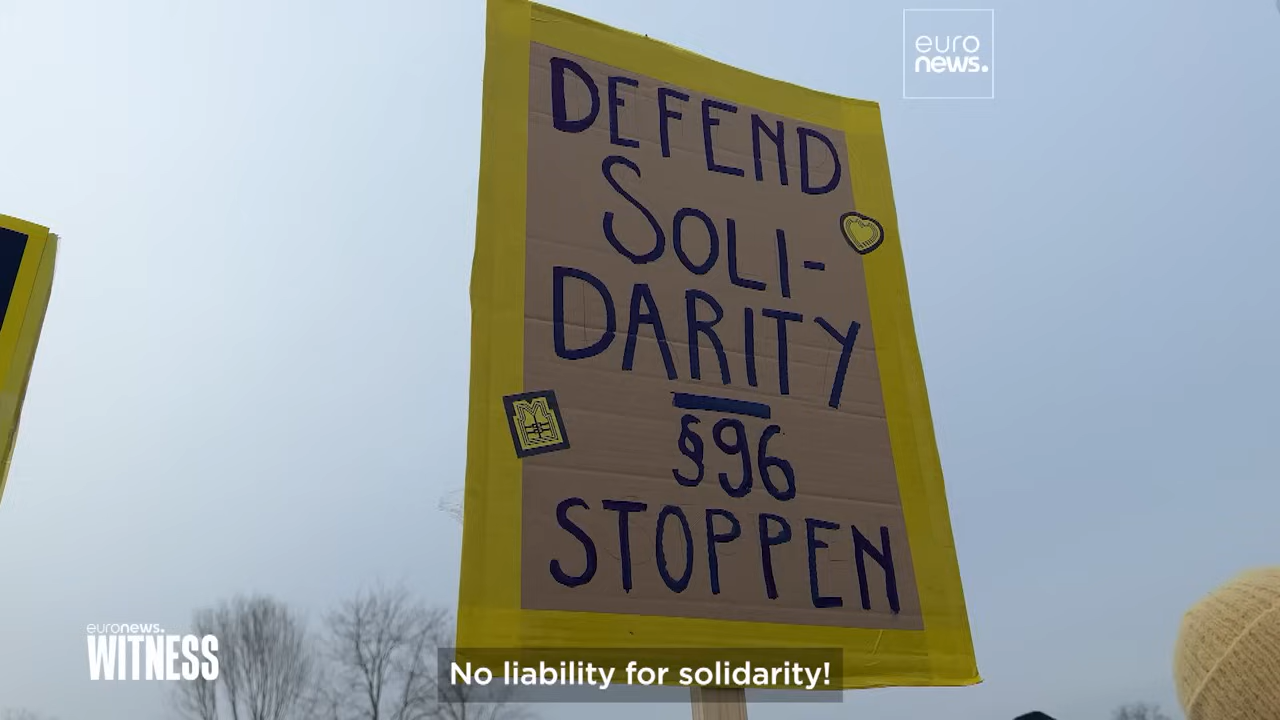 euro
news.
DEFEND
SOLI-
DARITY
§96
STOPPEN
euronews.
WITNESS
No liability for solidarity!